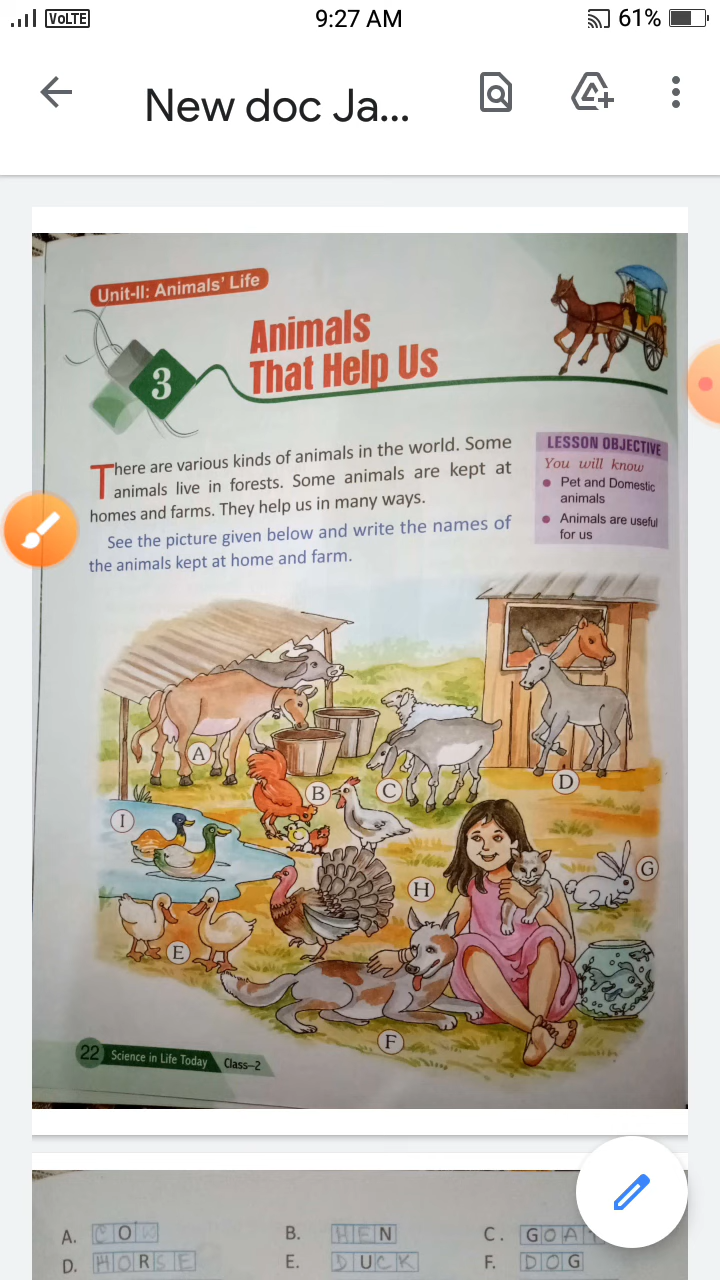 VoLTE 9:27 AM 61%
New doc Ja...
Unit-II: Animals' Life
3
Animals
That Help Us
There are various kinds of animals in the world. Some
animals live in forests. Some animals are kept at
homes and farms. They help us in many ways.
See the picture given below and write the names of
the animals kept at home and farm.
LESSON OBJECTIVE
You will know
• Pet and Domestic
animals
• Animals are useful
for us
A
B
C
D
I
H
G
E
F
22 Science in Life Today Class–2
A. COW B. HEN C. GOAT
D. HORSE E. DUCK F. DOG